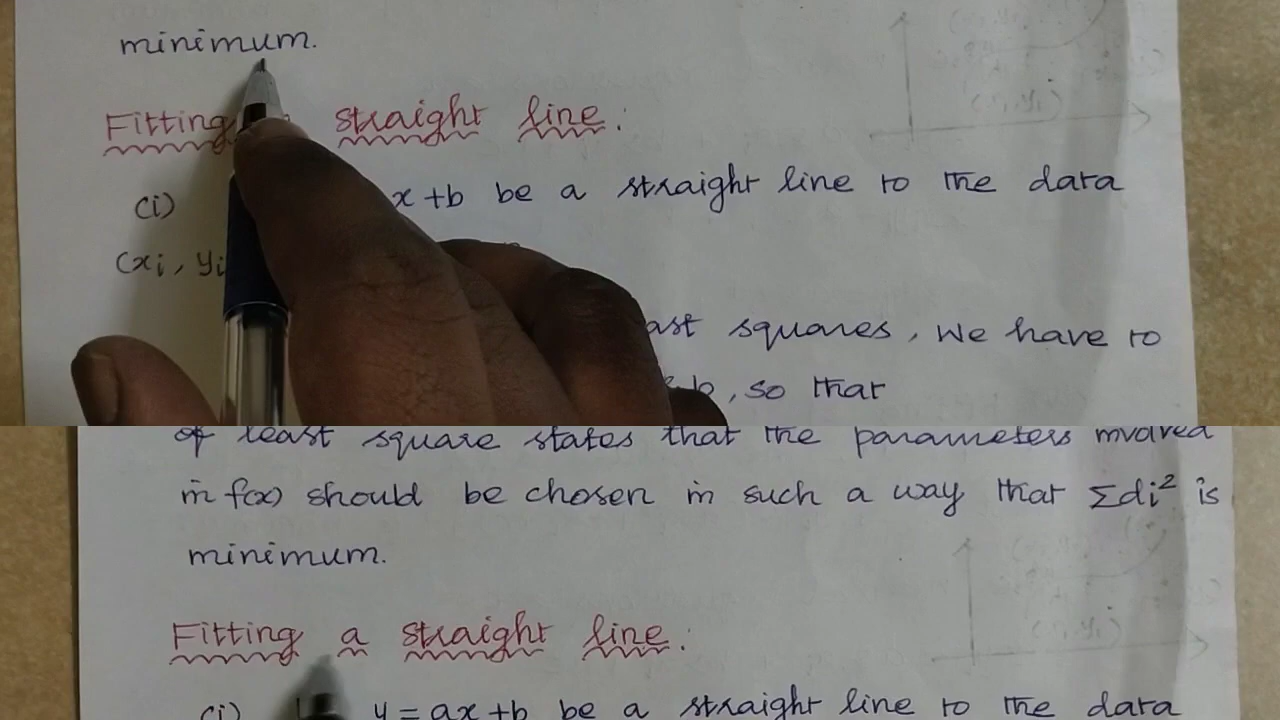 minimum.
Fitting straight line:
(i) x+b be a straight line to the data
(xi, yi
ast squares, We have to
b, so that
of least square states that the parameters involved
in f(x) should be chosen in such a way that Σdi² is
minimum.
Fitting a straight line:
(i) y = ax+b be a straight line to the data